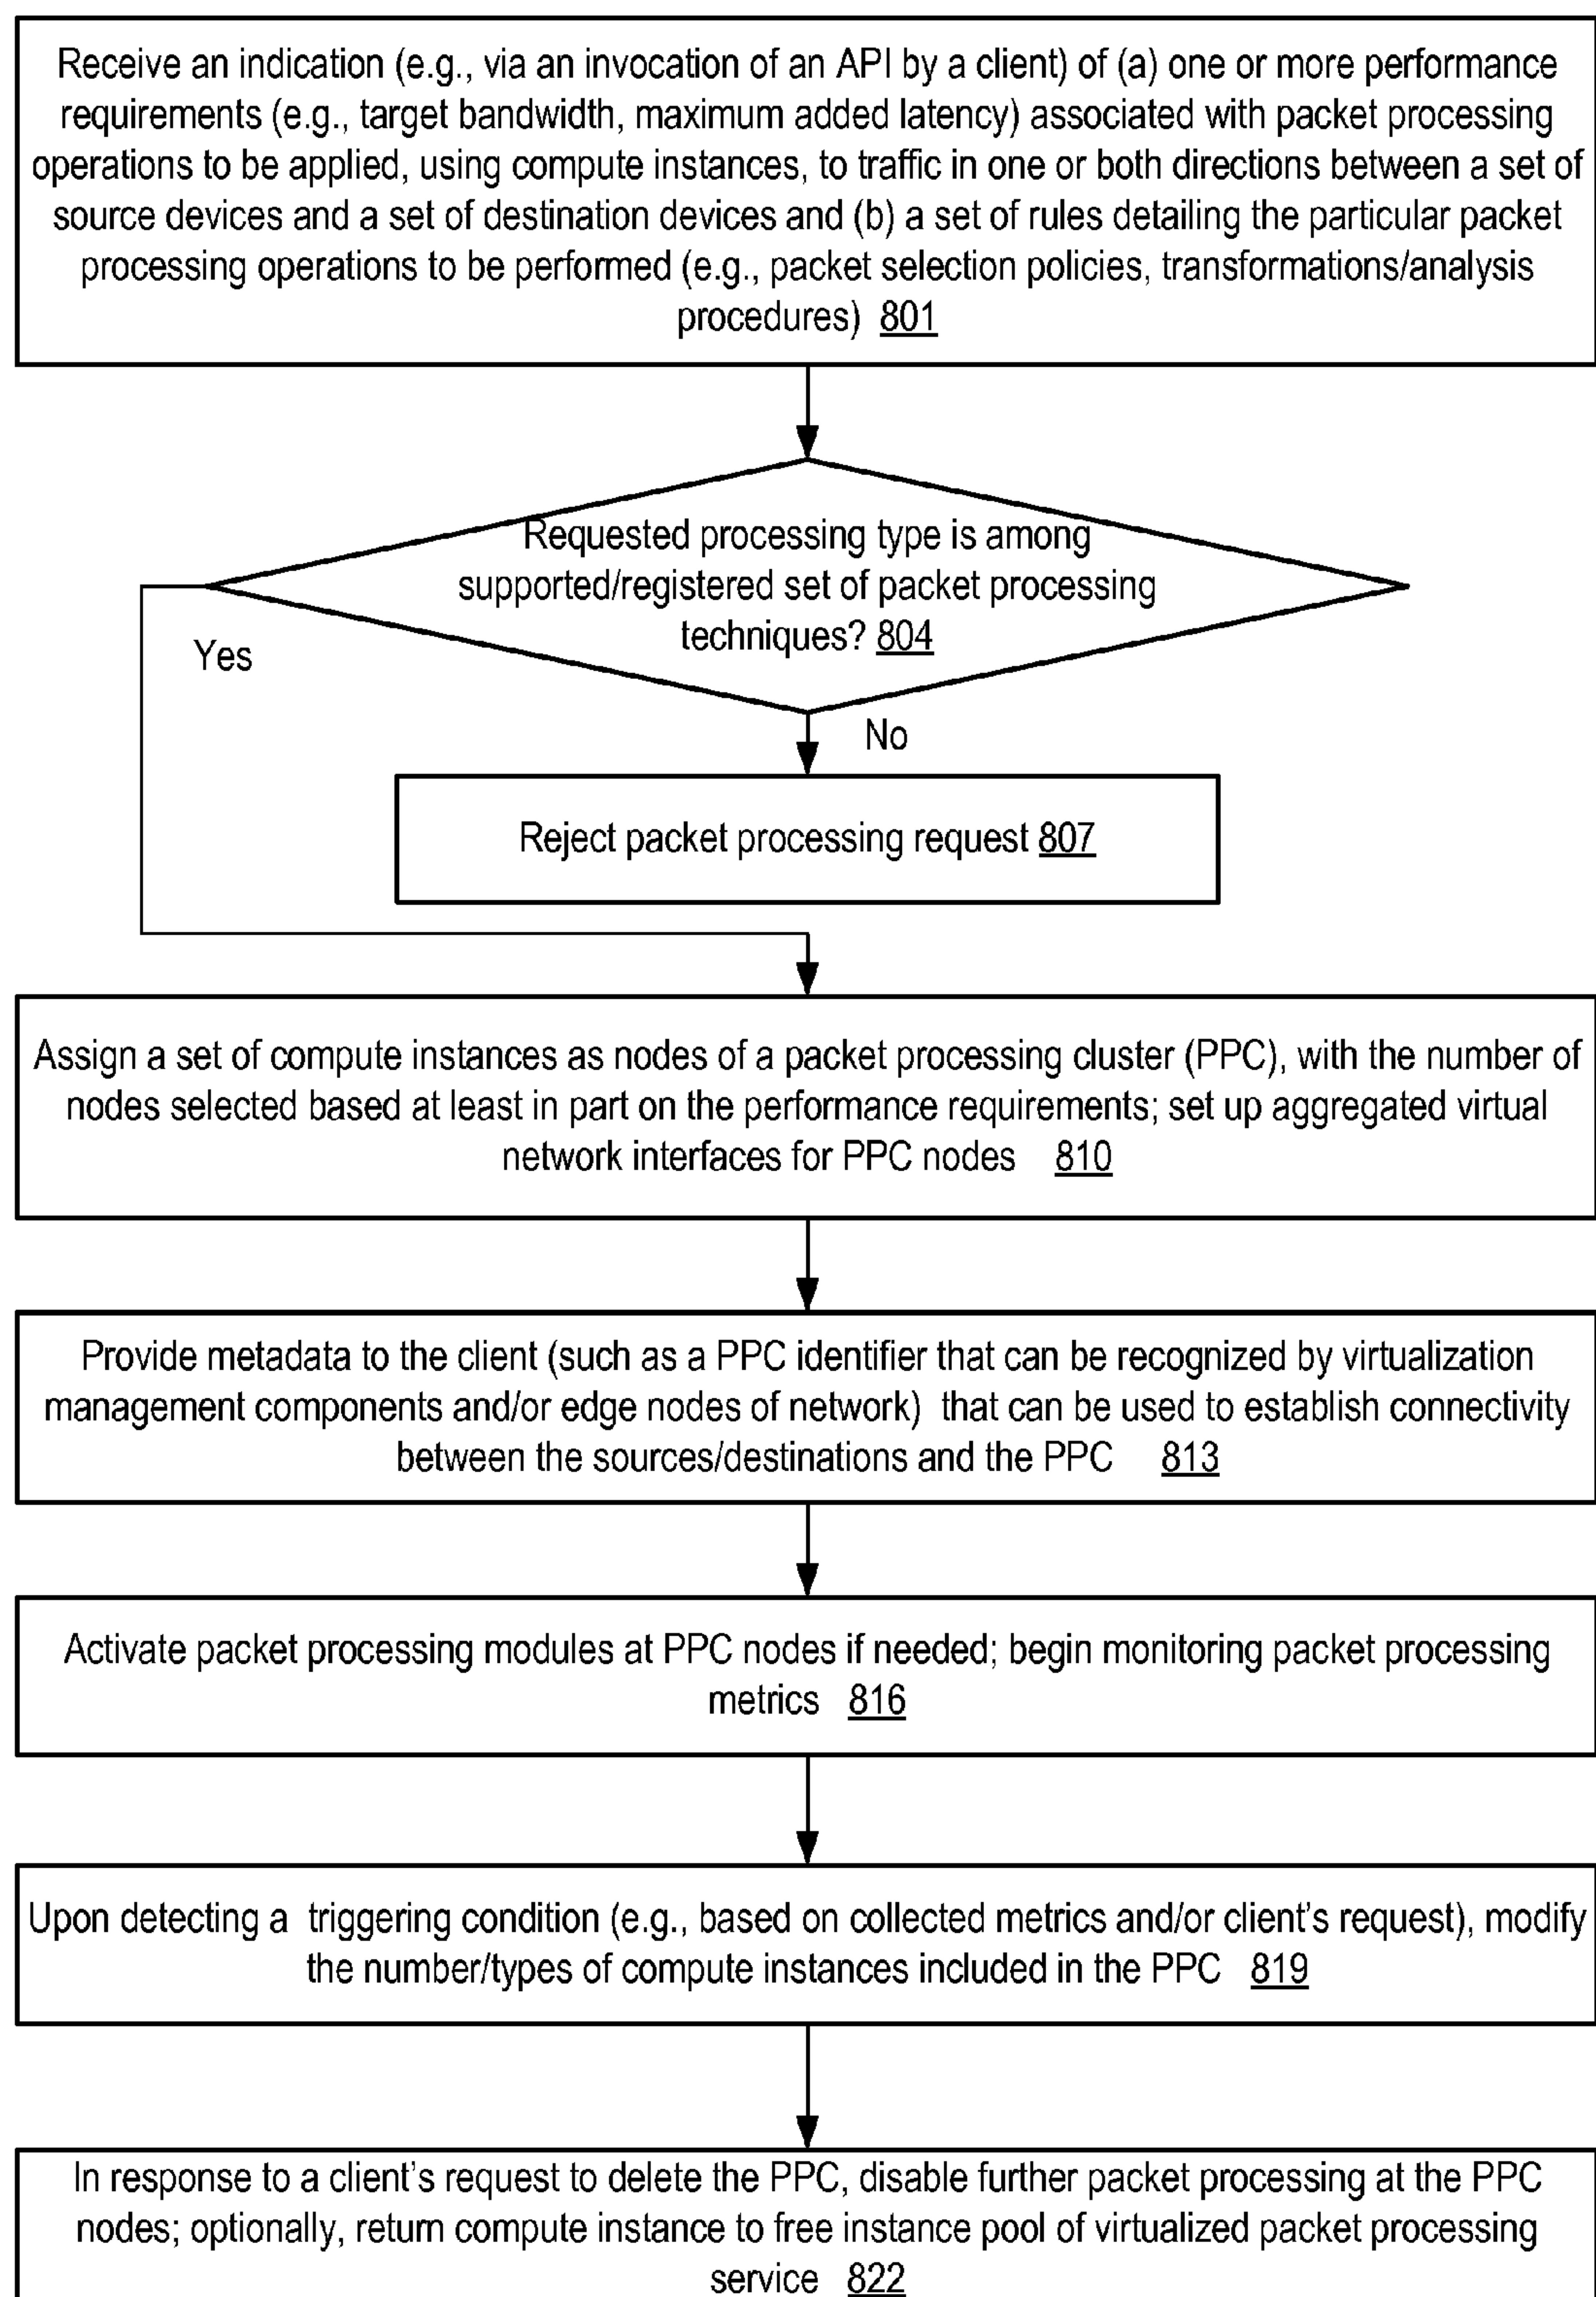 Receive an indication (e.g., via an invocation of an API by a client) of (a) one or more performance
requirements (e.g., target bandwidth, maximum added latency) associated with packet processing
operations to be applied, using compute instances, to traffic in one or both directions between a set of
source devices and a set of destination devices and (b) a set of rules detailing the particular packet
processing operations to be performed (e.g., packet selection policies, transformations/analysis
procedures) 801
Requested processing type is among
supported/registered set of packet processing
techniques? 804
Yes
No
Reject packet processing request 807
Assign a set of compute instances as nodes of a packet processing cluster (PPC), with the number of
nodes selected based at least in part on the performance requirements; set up aggregated virtual
network interfaces for PPC nodes 810
Provide metadata to the client (such as a PPC identifier that can be recognized by virtualization
management components and/or edge nodes of network) that can be used to establish connectivity
between the sources/destinations and the PPC 813
Activate packet processing modules at PPC nodes if needed; begin monitoring packet processing
metrics 816
Upon detecting a triggering condition (e.g., based on collected metrics and/or client's request), modify
the number/types of compute instances included in the PPC 819
In response to a client's request to delete the PPC, disable further packet processing at the PPC
nodes; optionally, return compute instance to free instance pool of virtualized packet processing
service 822